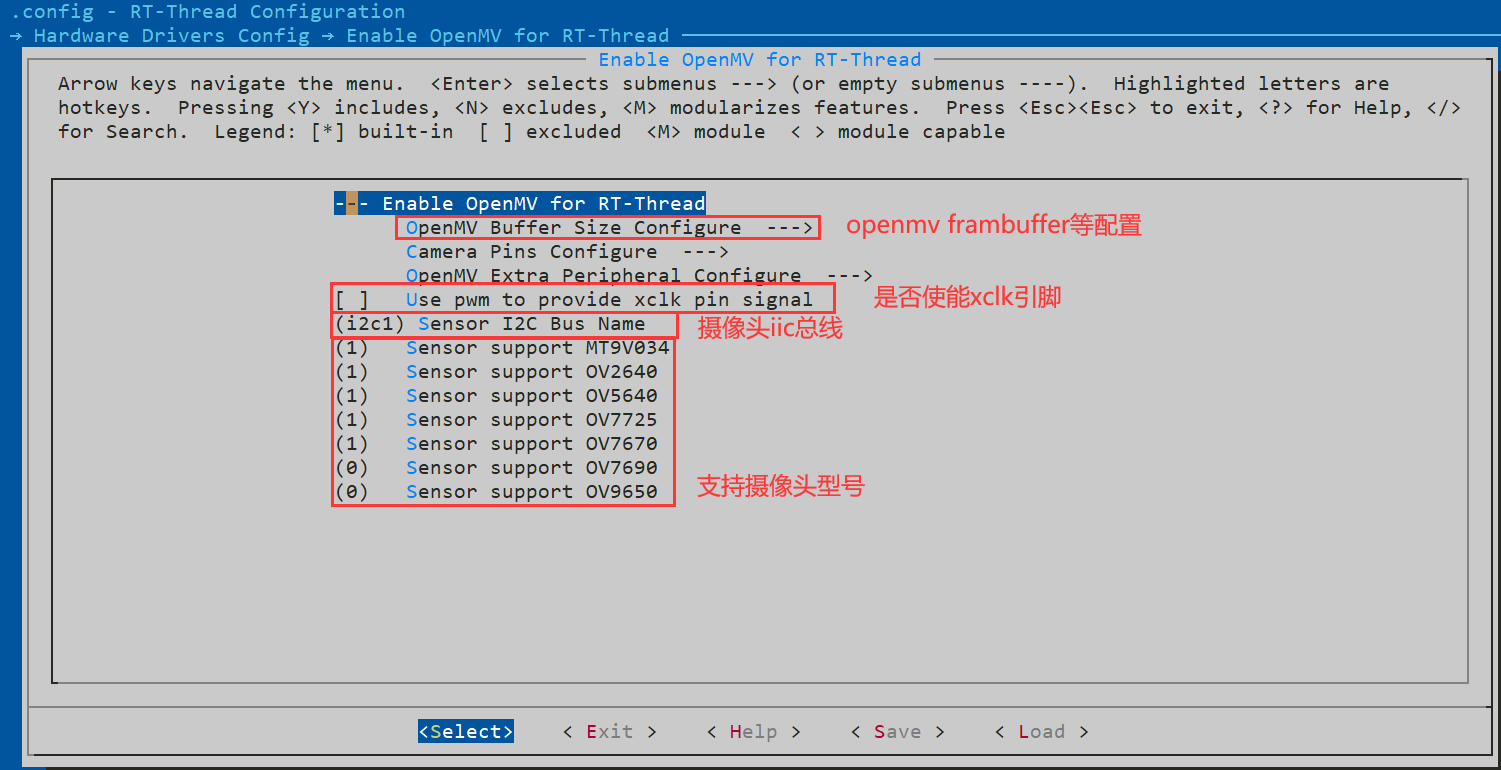 .config - RT-Thread Configuration
→ Hardware Drivers Config → Enable OpenMV for RT-Thread
Enable OpenMV for RT-Thread
Arrow keys navigate the menu.  <Enter> selects submenus ---> (or empty submenus ----).  Highlighted letters are
hotkeys.  Pressing <Y> includes, <N> excludes, <M> modularizes features.  Press <Esc><Esc> to exit, <?> for Help, </>
for Search.  Legend: [*] built-in  [ ] excluded  <M> module  < > module capable
--- Enable OpenMV for RT-Thread
OpenMV Buffer Size Configure  --->  openmv frambuffer等配置
Camera Pins Configure  --->
OpenMV Extra Peripheral Configure  --->
[ ]   Use pwm to provide xclk pin signal  是否使能xclk引脚
(i2c1) Sensor I2C Bus Name  摄像头iic总线
(1)   Sensor support MT9V034
(1)   Sensor support OV2640
(1)   Sensor support OV5640
(1)   Sensor support OV7725
(1)   Sensor support OV7670
(0)   Sensor support OV7690
(0)   Sensor support OV9650  支持摄像头型号
<Select>    < Exit >    < Help >    < Save >    < Load >